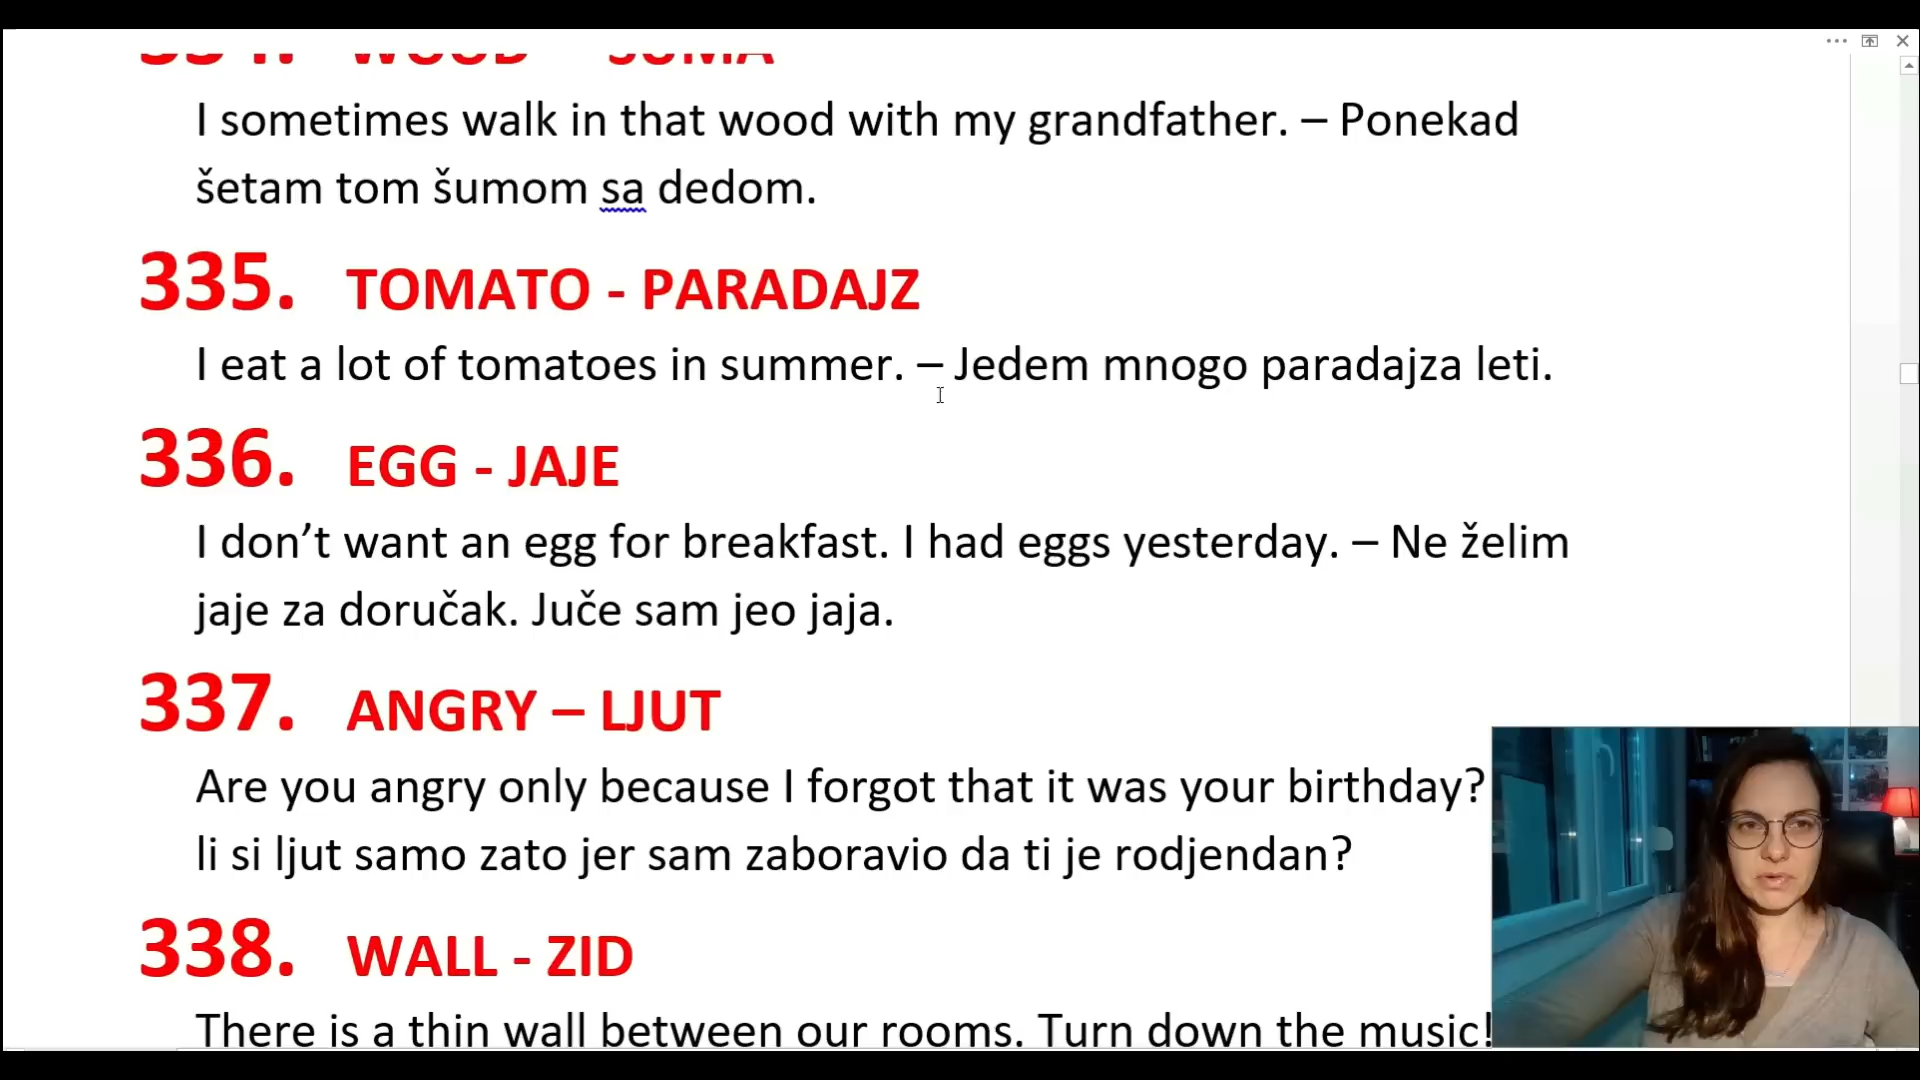 I sometimes walk in that wood with my grandfather. – Ponekad
šetam tom šumom sa dedom.
335. TOMATO - PARADAJZ
I eat a lot of tomatoes in summer. – Jedem mnogo paradajza leti.
336. EGG - JAJE
I don’t want an egg for breakfast. I had eggs yesterday. – Ne želim
jaje za doručak. Juče sam jeo jaja.
337. ANGRY – LJUT
Are you angry only because I forgot that it was your birthday?
li si ljut samo zato jer sam zaboravio da ti je rodjendan?
338. WALL - ZID
There is a thin wall between our rooms. Turn down the music!